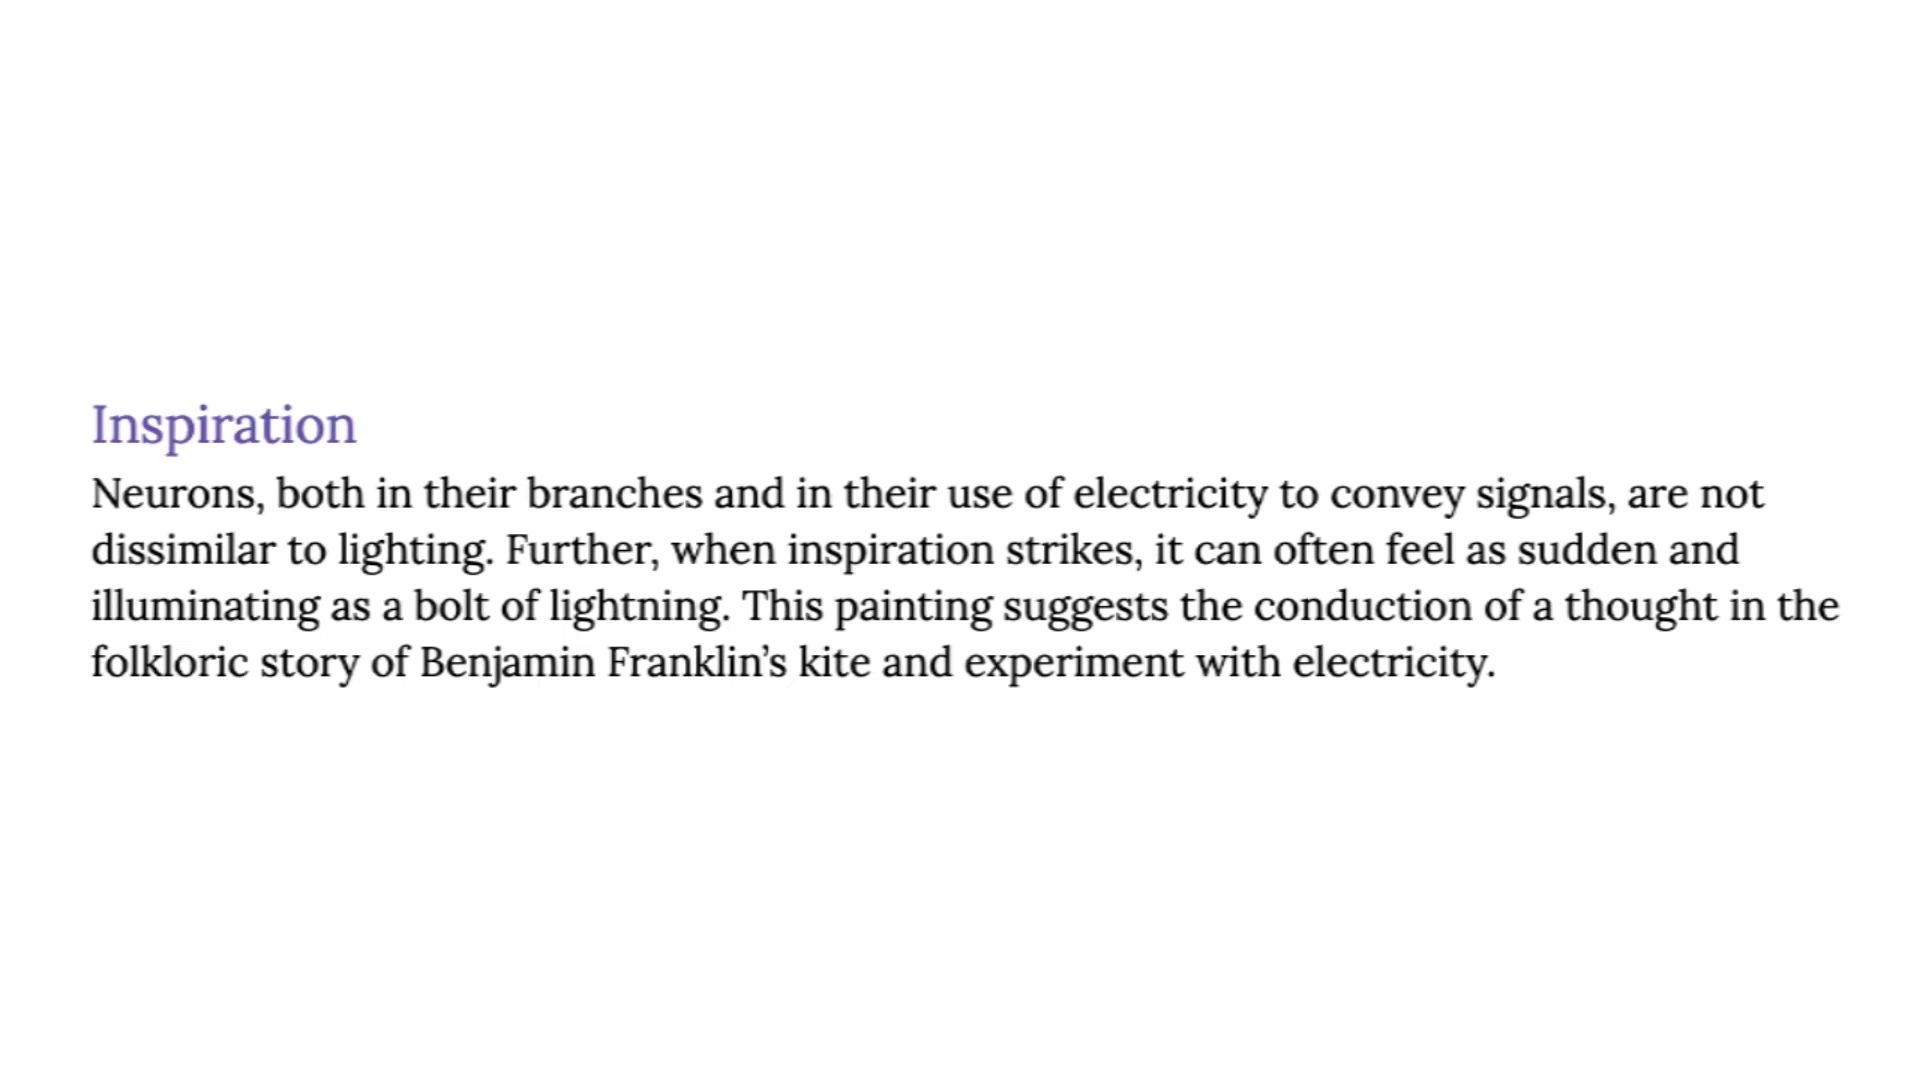 Inspiration
Neurons, both in their branches and in their use of electricity to convey signals, are not
dissimilar to lighting. Further, when inspiration strikes, it can often feel as sudden and
illuminating as a bolt of lightning. This painting suggests the conduction of a thought in the
folkloric story of Benjamin Franklin’s kite and experiment with electricity.